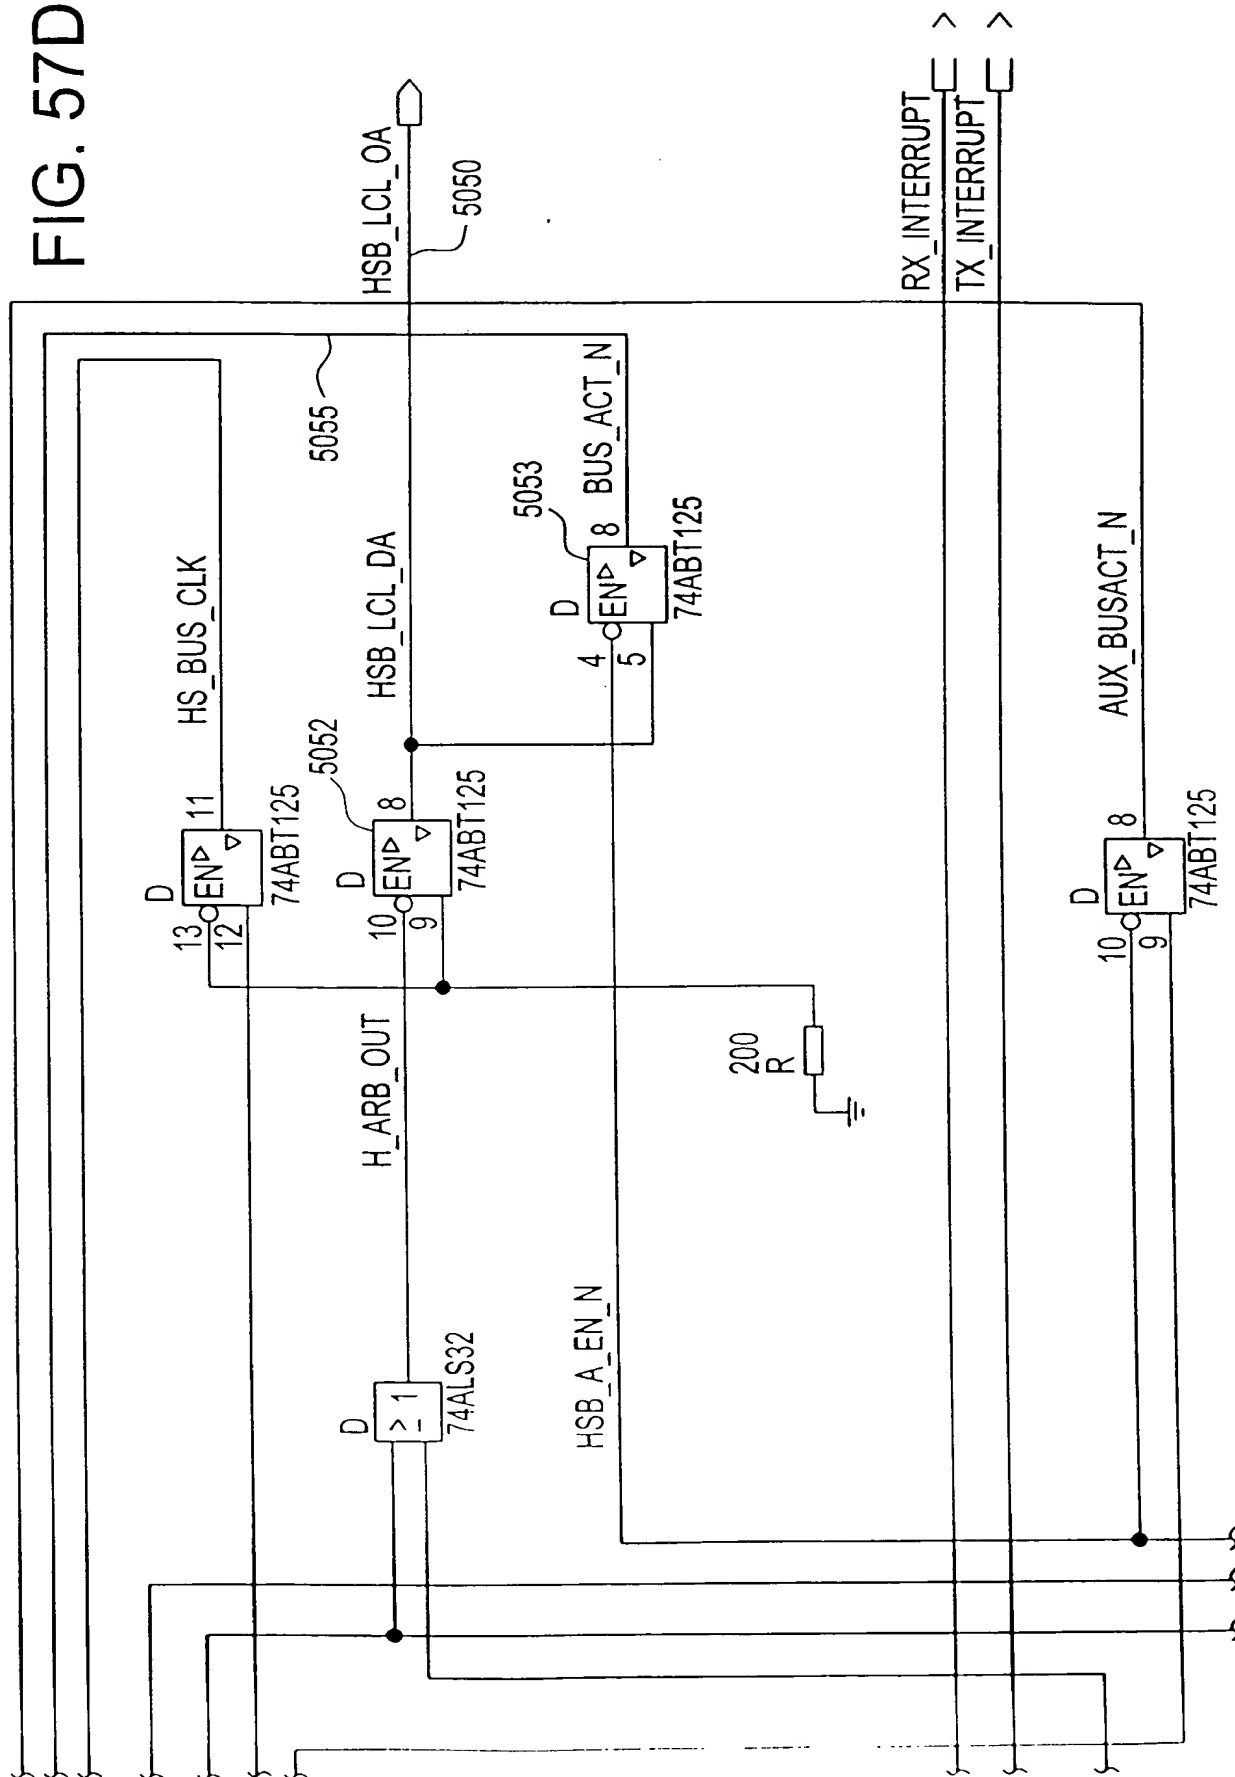 FIG. 57D
HSB_LCL_OA
5050
RX_INTERRUPT
TX_INTERRUPT
5055
HS_BUS_CLK
11
D
EN
13
12
74ABT125
HSB_LCL_DA
5052
8
D
EN
10
9
74ABT125
BUS_ACT_N
5053
8
D
EN
4
5
74ABT125
AUX_BUSACT_N
8
D
EN
10
9
74ABT125
H_ARB_OUT
200
R
HSB_A_EN_N
D
≥1
74ALS32